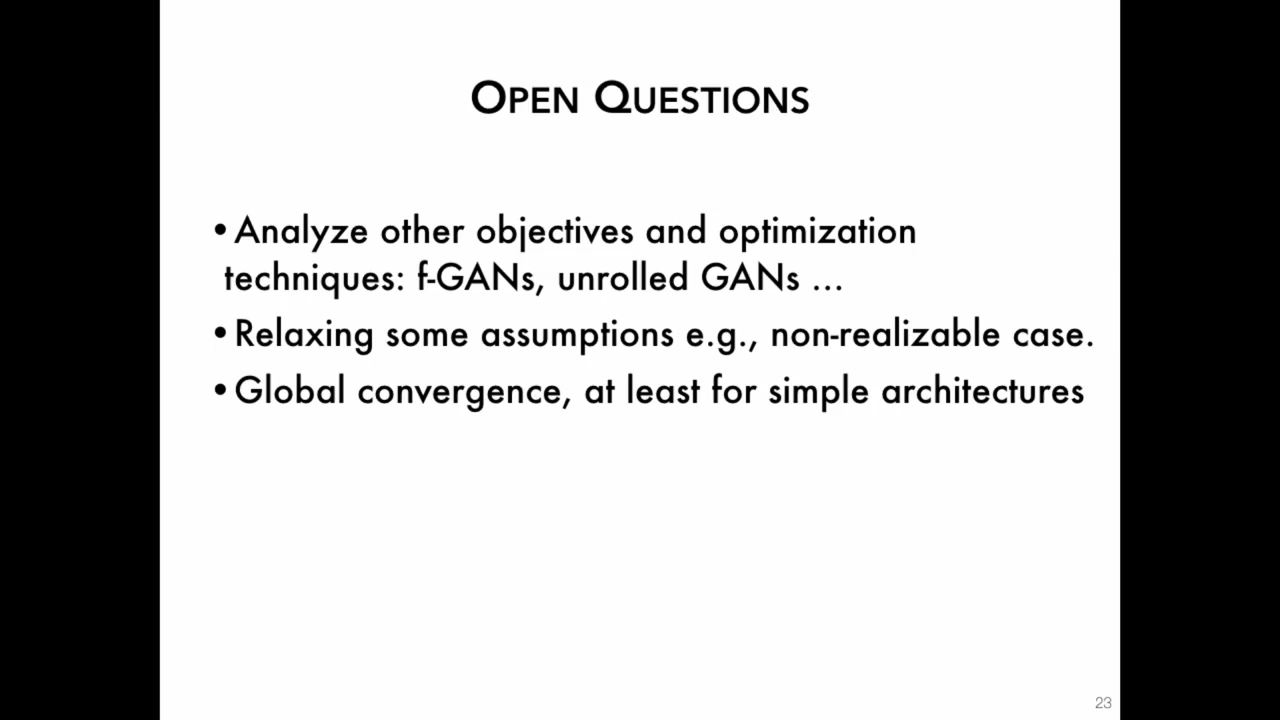 OPEN QUESTIONS
•Analyze other objectives and optimization
techniques: f-GANs, unrolled GANs ...
•Relaxing some assumptions e.g., non-realizable case.
•Global convergence, at least for simple architectures
23